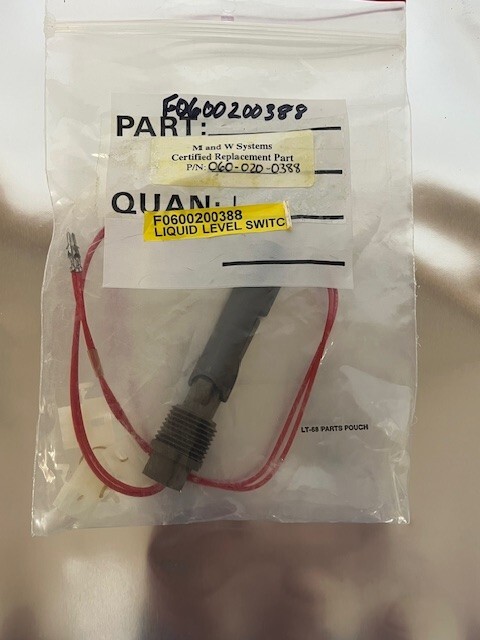 F0600200388
PART:
M and W Systems
Certified Replacement Part
P/N: 060-020-0388
QUAN: 1
F0600200388
LIQUID LEVEL SWITC
LT-68 PARTS POUCH